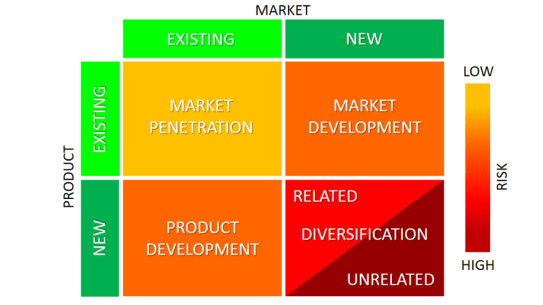 MARKET
EXISTING
NEW
LOW
EXISTING
MARKET
PENETRATION
MARKET
DEVELOPMENT
PRODUCT
RISK
NEW
PRODUCT
DEVELOPMENT
RELATED
DIVERSIFICATION
UNRELATED
HIGH